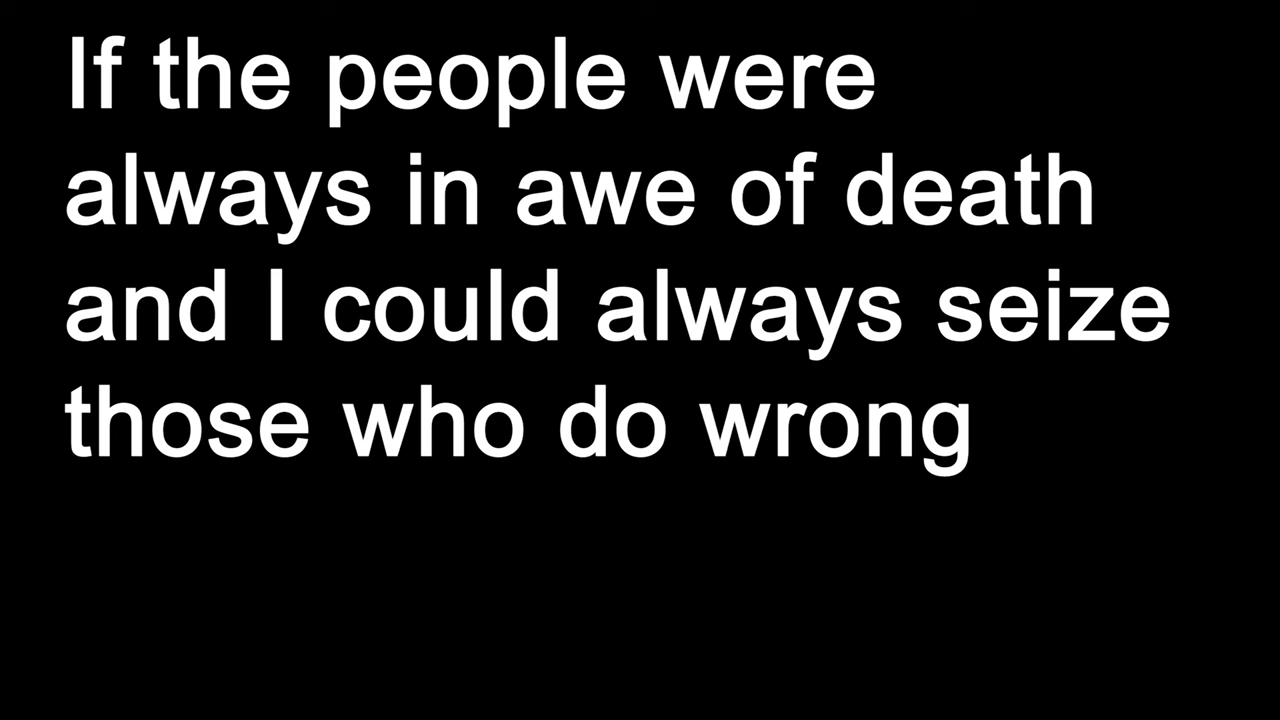 If the people were
always in awe of death
and I could always seize
those who do wrong